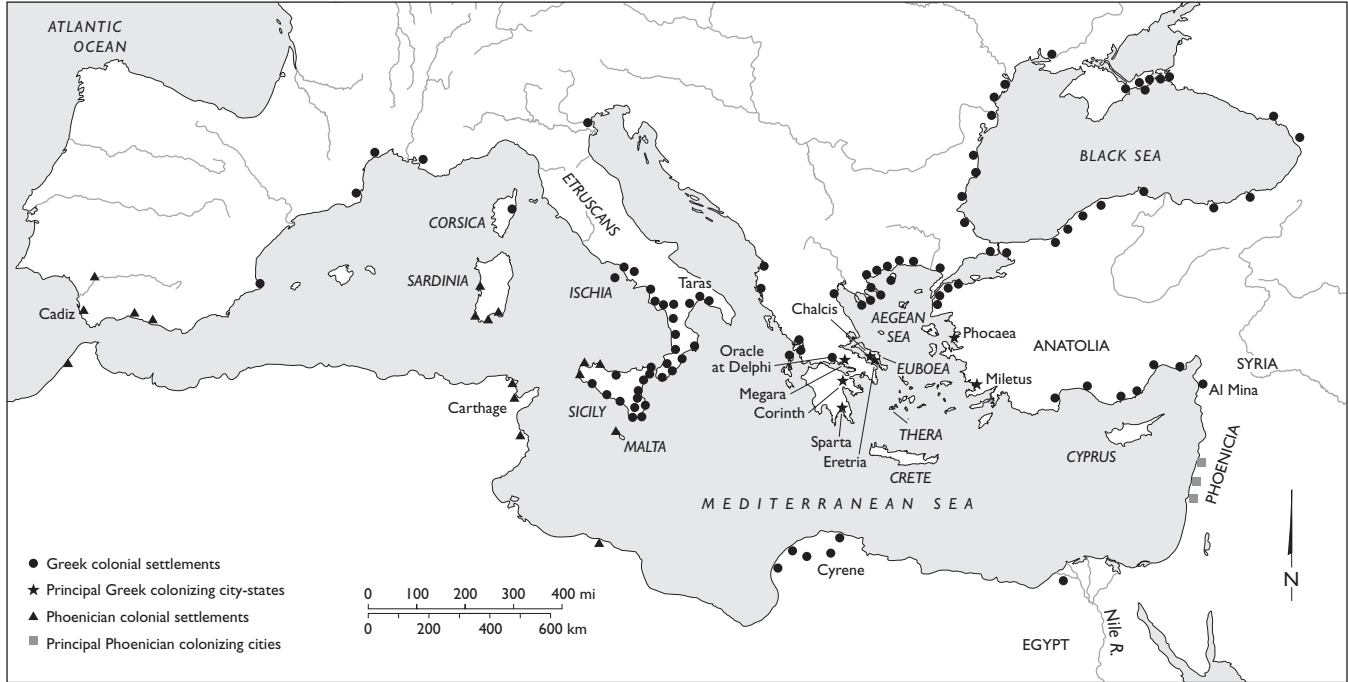 ATLANTIC
OCEAN
BLACK SEA
ETRUSCANS
CORSICA
SARDINIA
Taras
ISCHIA
Cadiz
Chalcis
AEGEAN
SEA
Phocaea
ANATOLIA
Oracle
at Delphi
EUBOEA
SYRIA
Miletus
Al Mina
Megara
Carthage
Corinth
SICILY
THERA
Sparta
MALTA
Eretria
CYPRUS
PHOENICIA
CRETE
MEDITERRANEAN SEA
Greek colonial settlements
Cyrene
N
Principal Greek colonizing city-states
0 100 200 300 400 mi
Phoenician colonial settlements
0 200 400 600 km
Principal Phoenician colonizing cities
EGYPT
Nile R.